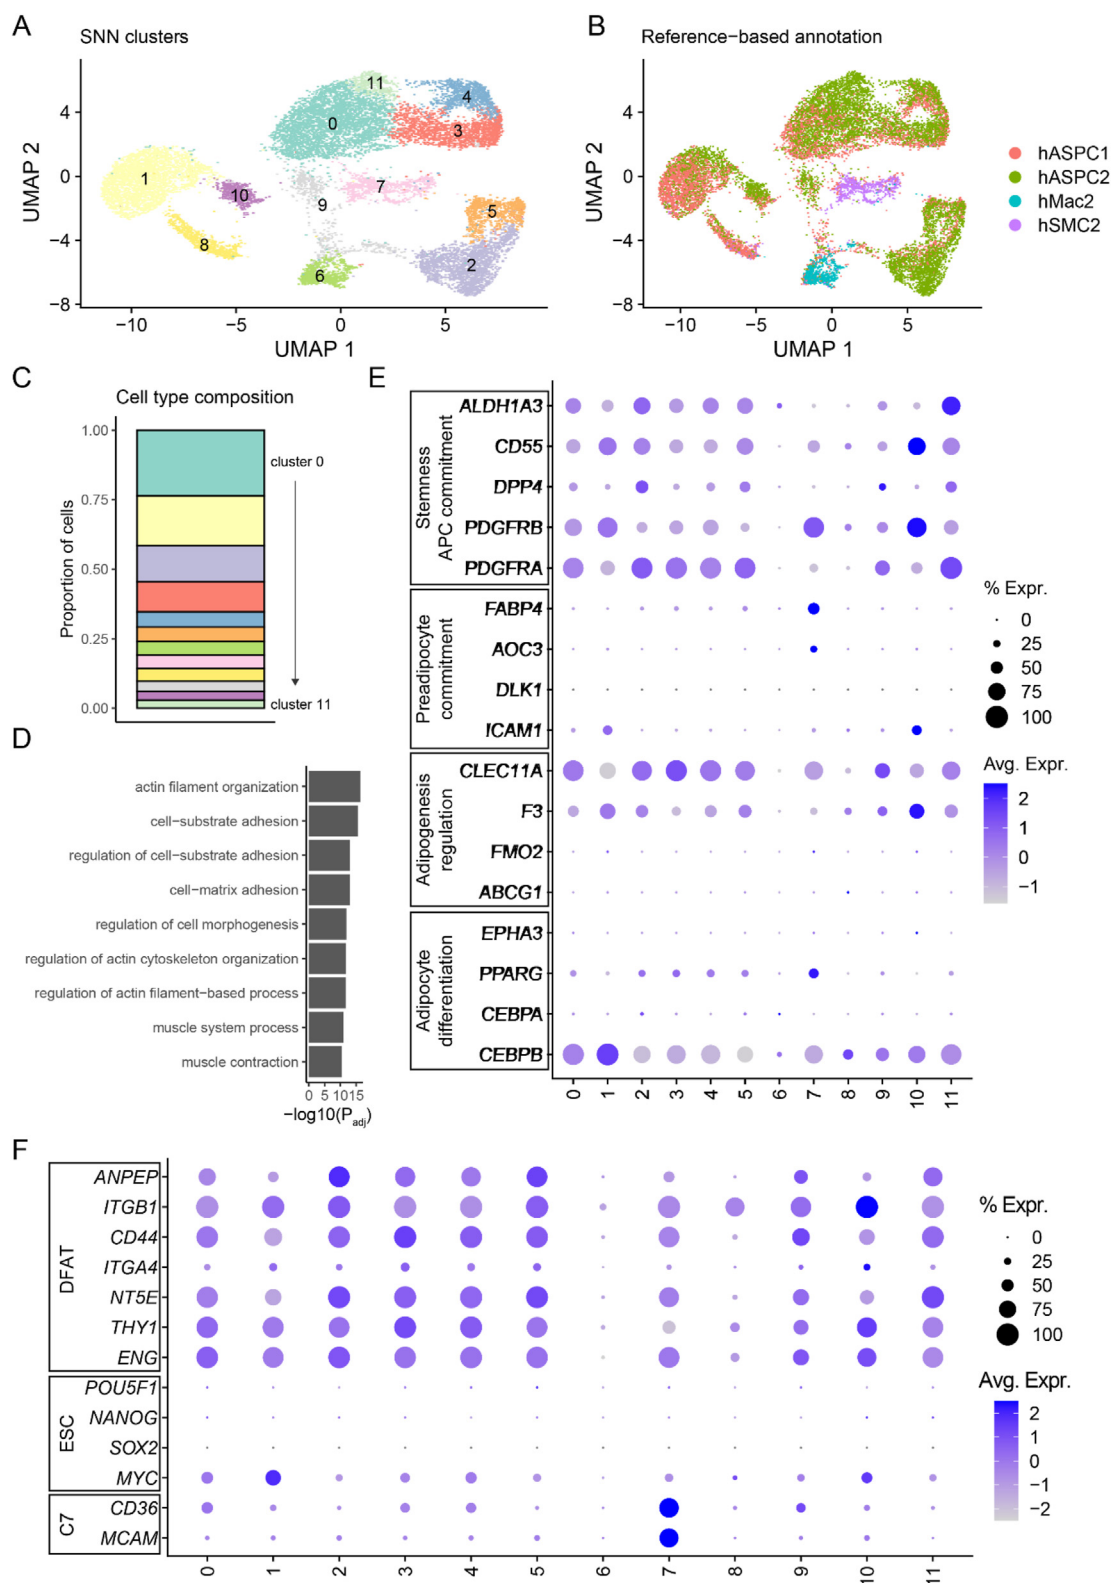 A
SNN clusters
UMAP 2
4
0
−4
−8
−10
−5
0
5
UMAP 1
11
4
0
3
1
10
7
9
5
8
2
6
B
Reference−based annotation
UMAP 2
4
0
−4
−8
−10
−5
0
5
UMAP 1
hASPC1
hASPC2
hMac2
hSMC2
C
Cell type composition
Proportion of cells
1.00
0.75
0.50
0.25
0.00
cluster 0
cluster 11
D
actin filament organization
cell−substrate adhesion
regulation of cell−substrate adhesion
cell−matrix adhesion
regulation of cell morphogenesis
regulation of actin cytoskeleton organization
regulation of actin filament−based process
muscle system process
muscle contraction
0 5 10 15
−log10(Padj)
E
Stemness
APC commitment
ALDH1A3
CD55
DPP4
PDGFRB
PDGFRA
Preadipocyte
commitment
FABP4
AOC3
DLK1
ICAM1
Adipogenesis
regulation
CLEC11A
F3
FMO2
ABCG1
Adipocyte
differentiation
EPHA3
PPARG
CEBPA
CEBPB
0 1 2 3 4 5 6 7 8 9 10 11
% Expr.
0
25
50
75
100
Avg. Expr.
2
1
0
−1
F
DFAT
ANPEP
ITGB1
CD44
ITGA4
NT5E
THY1
ENG
ESC
POU5F1
NANOG
SOX2
MYC
C7
CD36
MCAM
0 1 2 3 4 5 6 7 8 9 10 11
% Expr.
0
25
50
75
100
Avg. Expr.
2
1
0
−1
−2